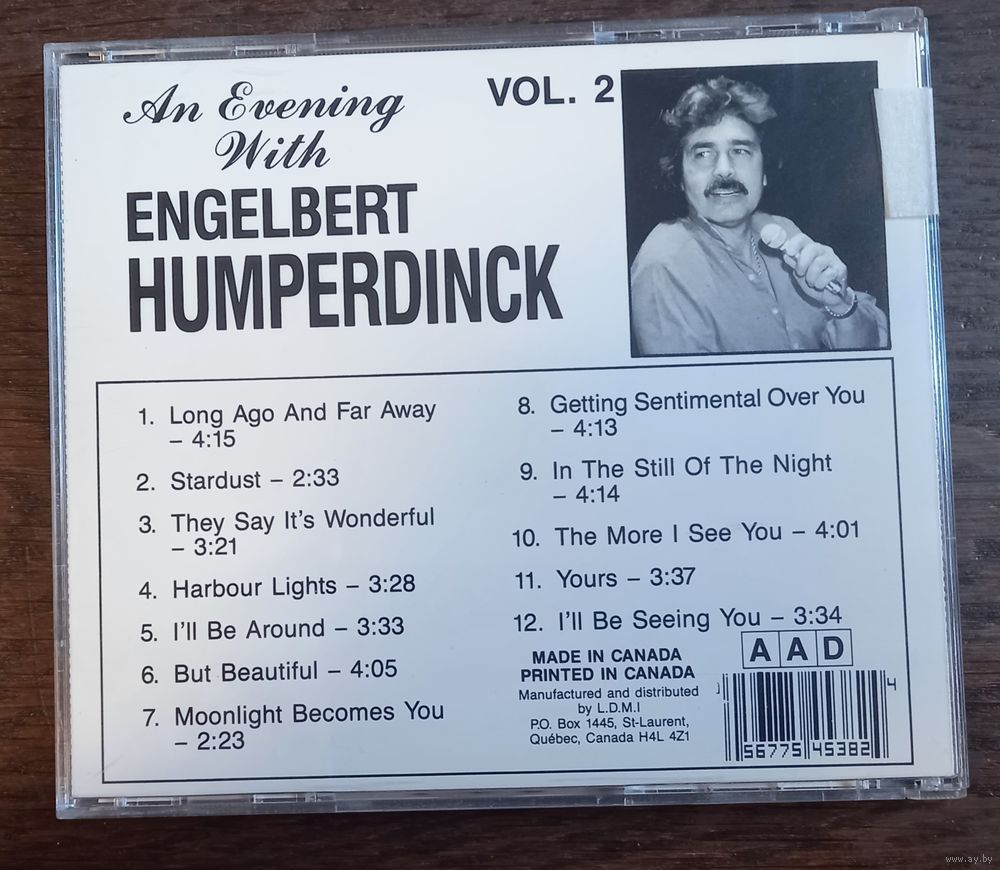 An Evening
With
ENGELBERT
HUMPERDINCK
VOL. 2
1. Long Ago And Far Away
– 4:15
2. Stardust – 2:33
3. They Say It's Wonderful
– 3:21
4. Harbour Lights – 3:28
5. I'll Be Around – 3:33
6. But Beautiful – 4:05
7. Moonlight Becomes You
– 2:23
8. Getting Sentimental Over You
– 4:13
9. In The Still Of The Night
– 4:14
10. The More I See You – 4:01
11. Yours – 3:37
12. I'll Be Seeing You – 3:34
AAD
MADE IN CANADA
PRINTED IN CANADA
Manufactured and distributed
by L.D.M.I
P.O. Box 1445, St-Laurent,
Québec, Canada H4L 4Z1
56775 45382 4
www.ay.by